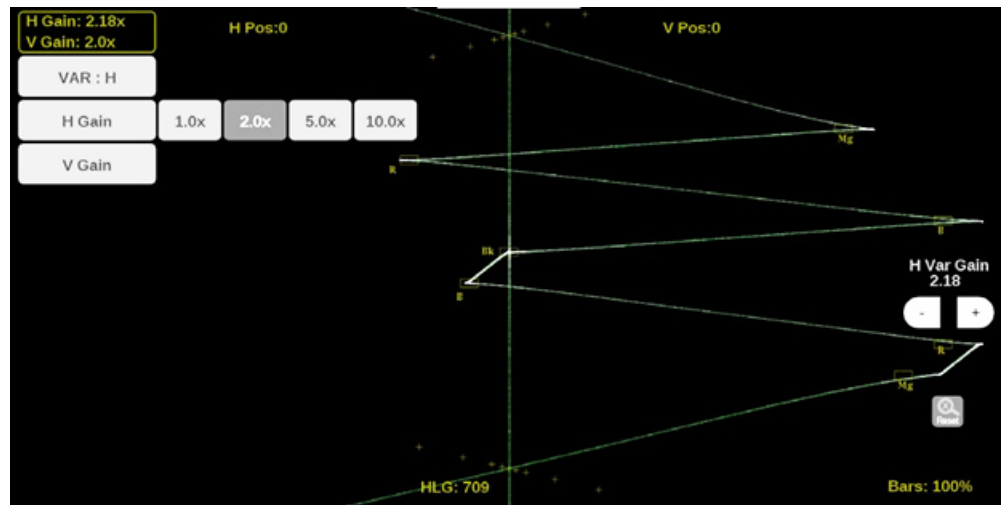 H Gain: 2.18x
V Gain: 2.0x
H Pos:0
V Pos:0
VAR : H
H Gain
1.0x
2.0x
5.0x
10.0x
V Gain
Mg
R
B
Bk
B
H Var Gain
2.18
-
+
R
Mg
Reset
HLG: 709
Bars: 100%